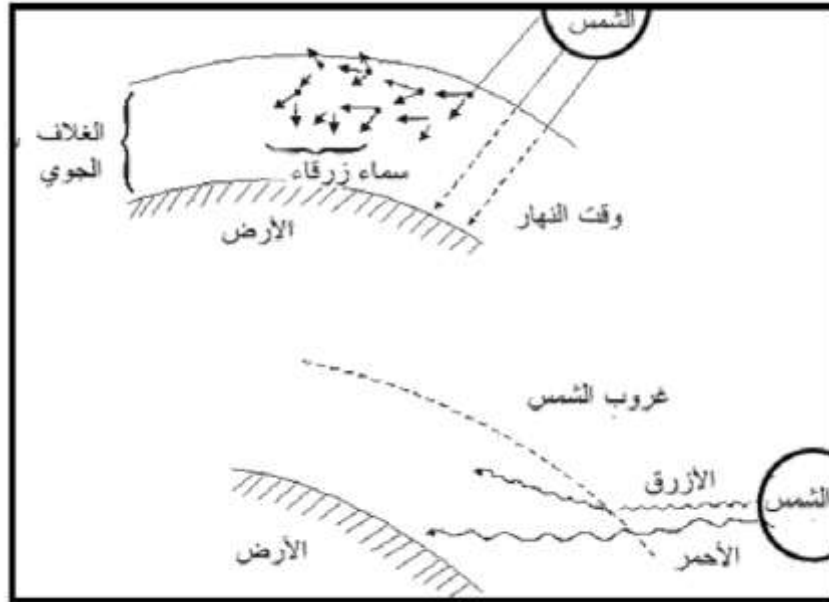 الشمس
الغلاف
الجوي
سماء زرقاء
الأرض
وقت النهار
غروب الشمس
الأزرق
الشمس
الأحمر
الأرض